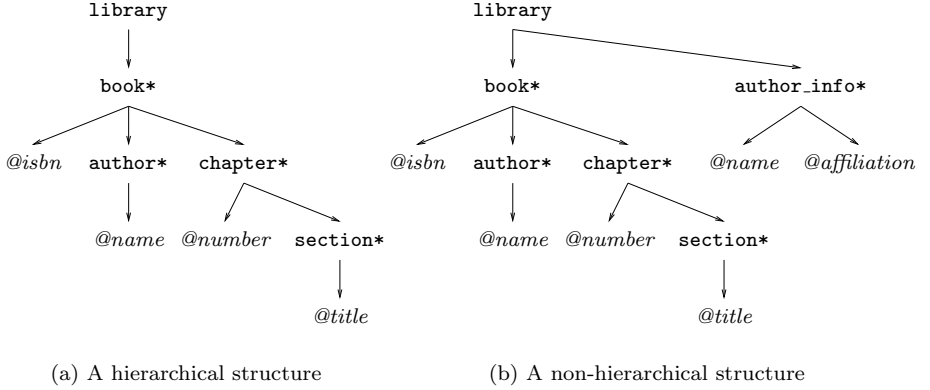 library library
book* book* author_info*
@isbn author* chapter* @isbn author* chapter* @name @affiliation
@name @number section* @name @number section*
@title @title
(a) A hierarchical structure (b) A non-hierarchical structure